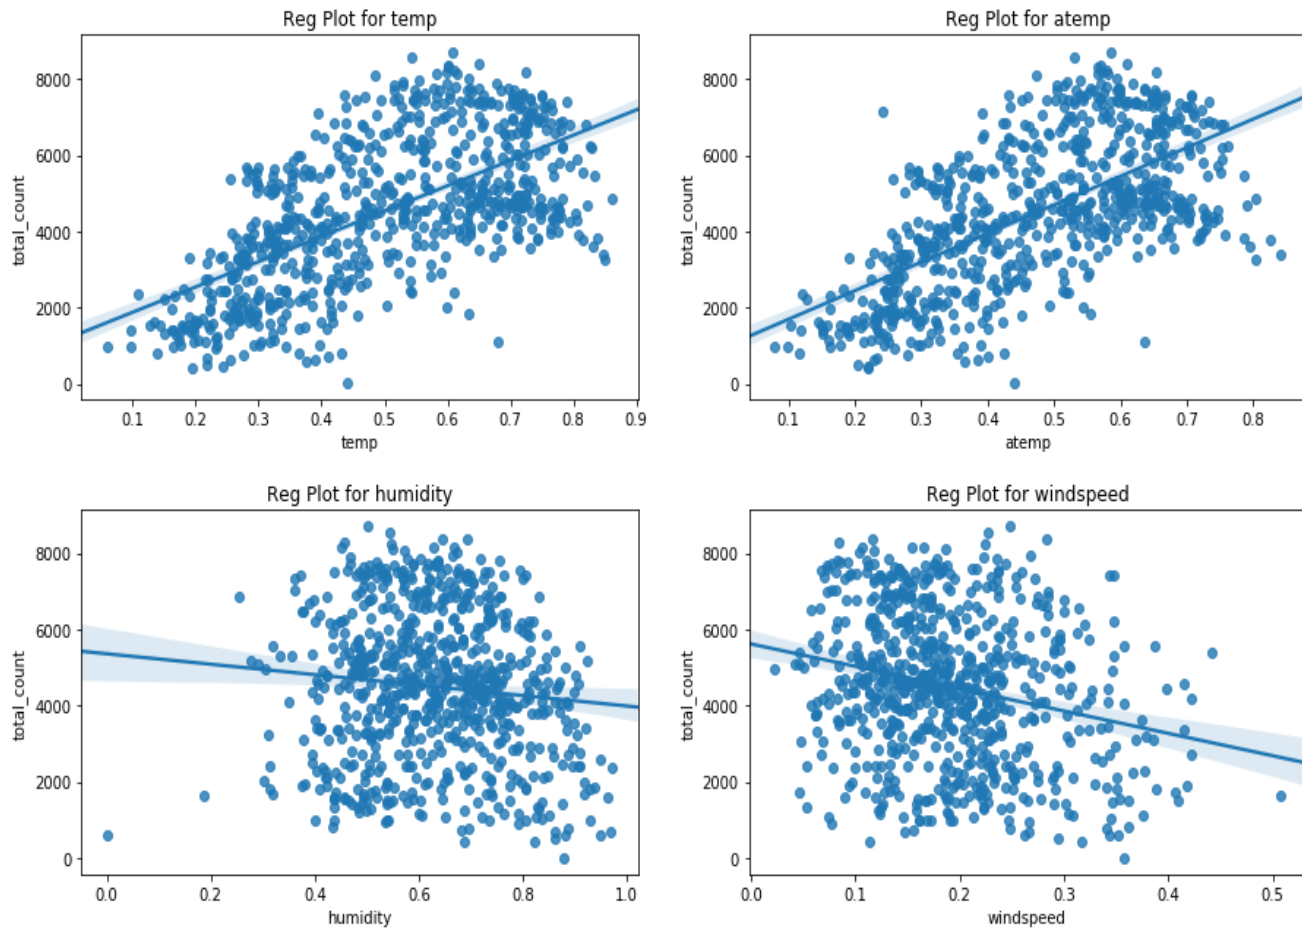 Reg Plot for temp
total_count
8000
6000
4000
2000
0
0.1 0.2 0.3 0.4 0.5 0.6 0.7 0.8 0.9
temp
Reg Plot for atemp
total_count
8000
6000
4000
2000
0
0.1 0.2 0.3 0.4 0.5 0.6 0.7 0.8
atemp
Reg Plot for humidity
total_count
8000
6000
4000
2000
0
0.0 0.2 0.4 0.6 0.8 1.0
humidity
Reg Plot for windspeed
total_count
8000
6000
4000
2000
0
0.0 0.1 0.2 0.3 0.4 0.5
windspeed